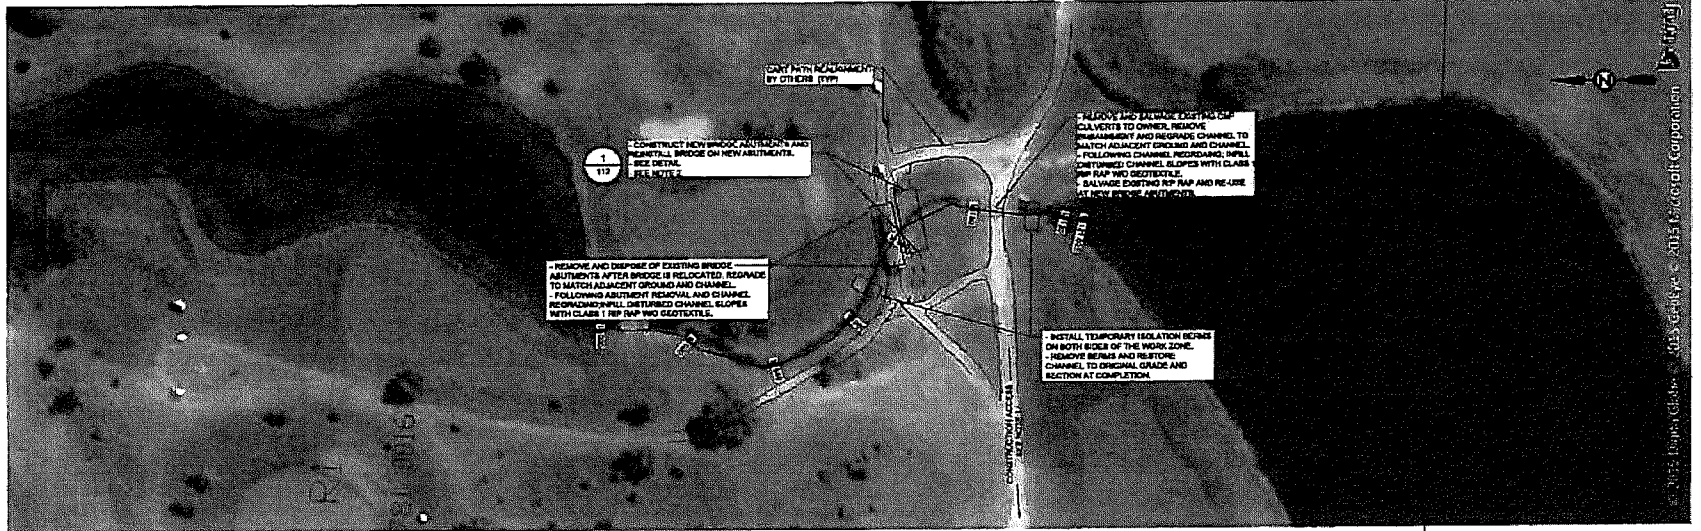 CART PATH REALIGNMENT
BY OTHERS (TYP)
1
112
- CONSTRUCT NEW BRIDGE ABUTMENTS AND
REINSTALL BRIDGE ON NEW ABUTMENTS.
- SEE DETAIL
- SEE NOTE 2
- REMOVE AND SALVAGE EXISTING CMP
CULVERTS TO OWNER. REMOVE
EMBANKMENT AND REGRADE CHANNEL TO
MATCH ADJACENT GROUND AND CHANNEL.
- FOLLOWING CHANNEL REGRADING; INFILL
DISTURBED CHANNEL SLOPES WITH CLASS 1
RIP RAP W/O GEOTEXTILE.
- SALVAGE EXISTING RIP RAP AND RE-USE
AT NEW BRIDGE ABUTMENTS.
- REMOVE AND DISPOSE OF EXISTING BRIDGE
ABUTMENTS AFTER BRIDGE IS RELOCATED. REGRADE
TO MATCH ADJACENT GROUND AND CHANNEL.
- FOLLOWING ABUTMENT REMOVAL AND CHANNEL
REGRADING; INFILL DISTURBED CHANNEL SLOPES
WITH CLASS 1 RIP RAP W/O GEOTEXTILE.
- INSTALL TEMPORARY ISOLATION BERMS
ON BOTH SIDES OF THE WORK ZONE.
- REMOVE BERMS AND RESTORE
CHANNEL TO ORIGINAL GRADE AND
SECTION AT COMPLETION.
CONSTRUCTION ACCESS
N
bing
© 2015 GeoEye © 2015 Microsoft Corporation